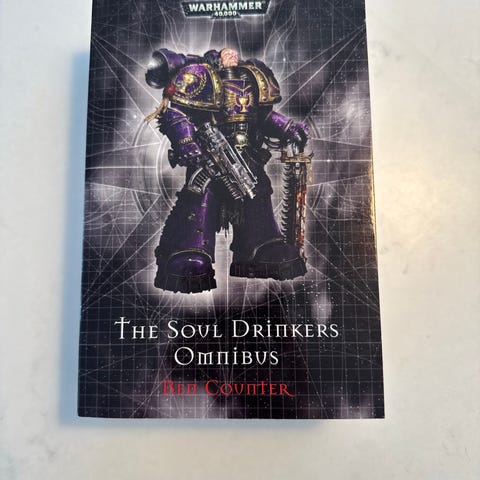 WARHAMMER
40,000
The Soul Drinkers
Omnibus
Ben Counter